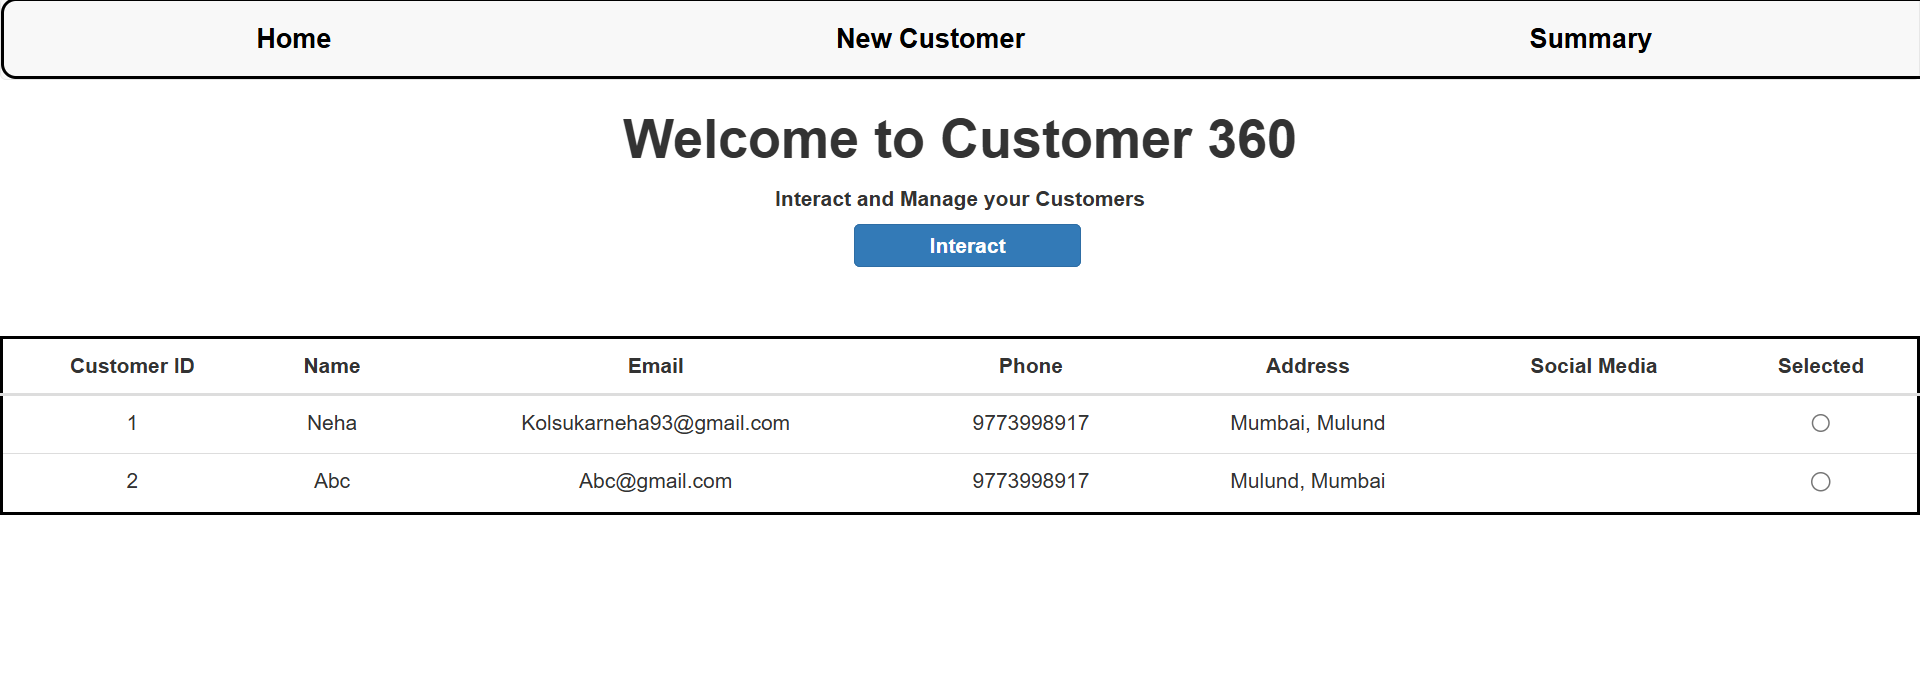 Home New Customer Summary
Welcome to Customer 360
Interact and Manage your Customers
Interact
Customer ID Name Email Phone Address Social Media Selected
1 Neha Kolsukarneha93@gmail.com 9773998917 Mumbai, Mulund
2 Abc Abc@gmail.com 9773998917 Mulund, Mumbai